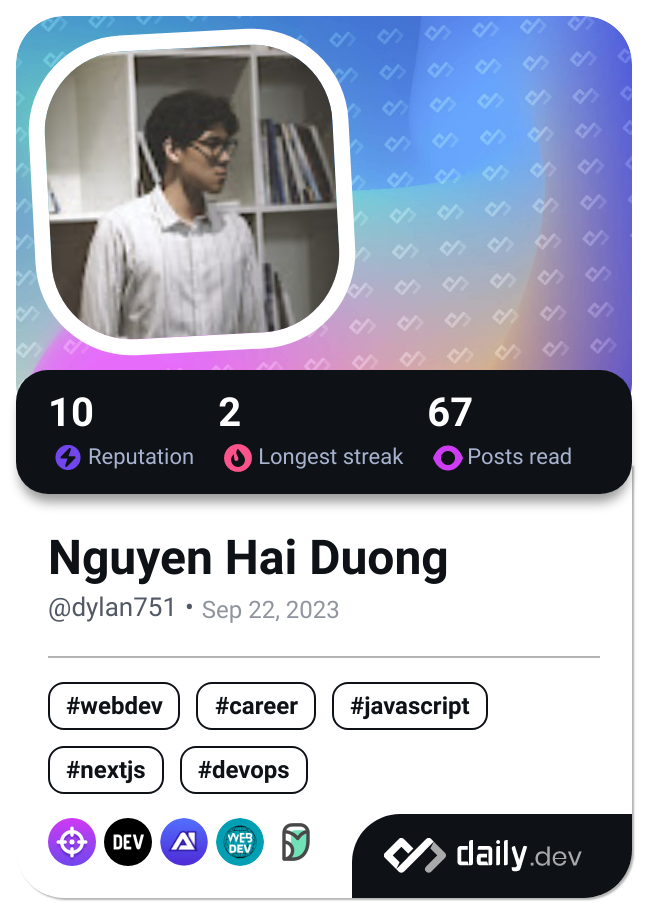 10 2 67
Reputation Longest streak Posts read
Nguyen Hai Duong
@dylan751 • Sep 22, 2023
#webdev #career #javascript
#nextjs #devops
DEV WEB DEV
daily.dev